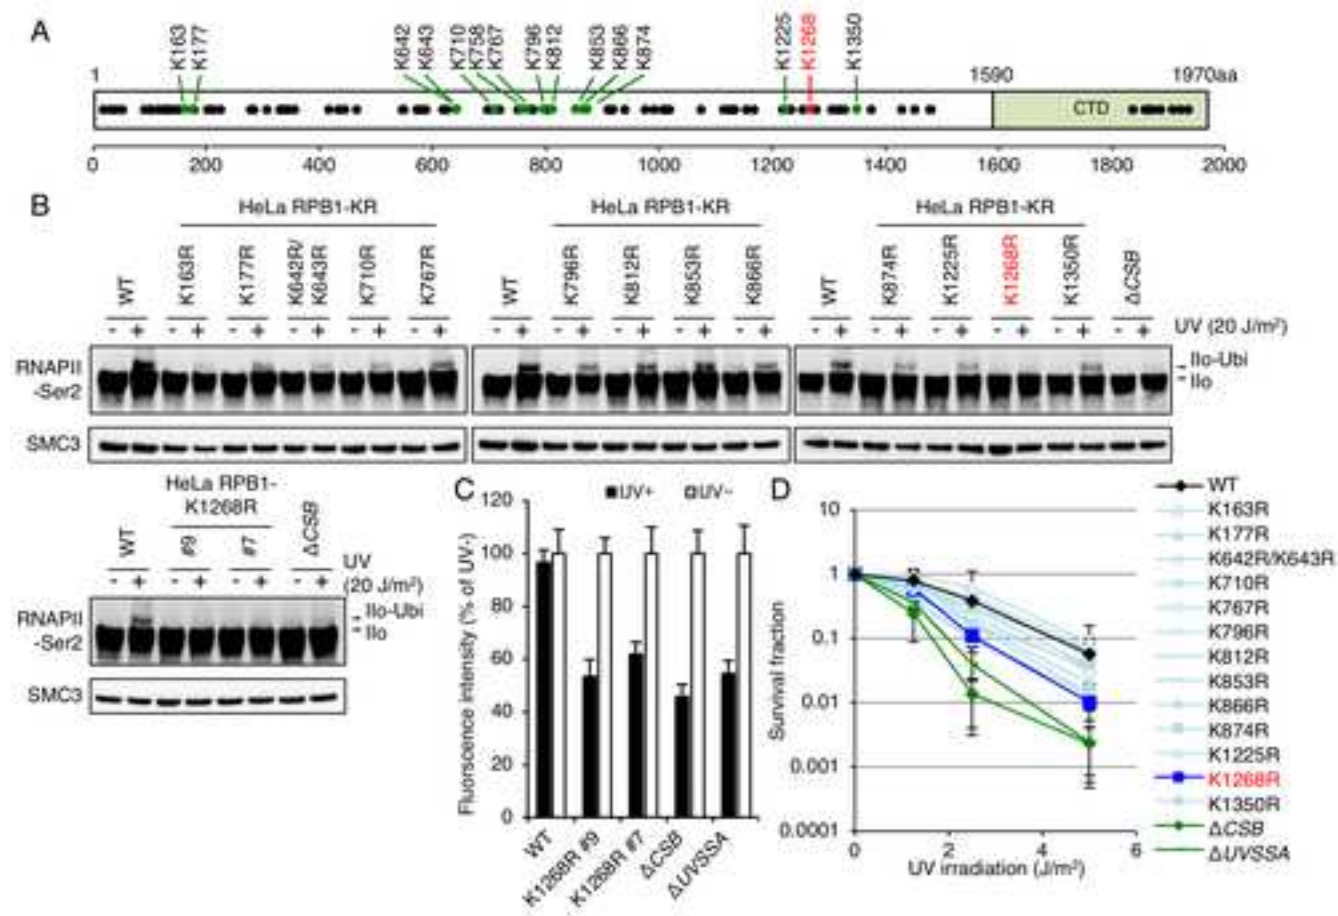 A
K163
K177
K642
K643
K710
K758
K767
K796
K812
K853
K866
K874
K1225
K1268
K1350
1
1590
1970aa
CTD
0
200
400
600
800
1000
1200
1400
1600
1800
2000
B
HeLa RPB1-KR
HeLa RPB1-KR
HeLa RPB1-KR
WT
K163R
K177R
K642R/
K643R
K710R
K767R
WT
K796R
K812R
K853R
K866R
WT
K874R
K1225R
K1268R
K1350R
ΔCSB
- + - + - + - + - + - +
- + - + - + - + - +
- + - + - + - + - + - +
UV (20 J/m²)
RNAPII
-Ser2
IIo-Ubi
IIo
SMC3
HeLa RPB1-
K1268R
WT
#9
#7
ΔCSB
- + - + - + - +
UV
(20 J/m²)
RNAPII
-Ser2
IIo-Ubi
IIo
SMC3
C
UV+ UV−
Fluorscence intensity (% of UV-)
120
100
80
60
40
20
0
WT
K1268R #9
K1268R #7
ΔCSB
ΔUVSSA
D
Survival fraction
10
1
0.1
0.01
0.001
0.0001
0 2 4 6
UV irradiation (J/m²)
WT
K163R
K177R
K642R/K643R
K710R
K767R
K796R
K812R
K853R
K866R
K874R
K1225R
K1268R
K1350R
ΔCSB
ΔUVSSA